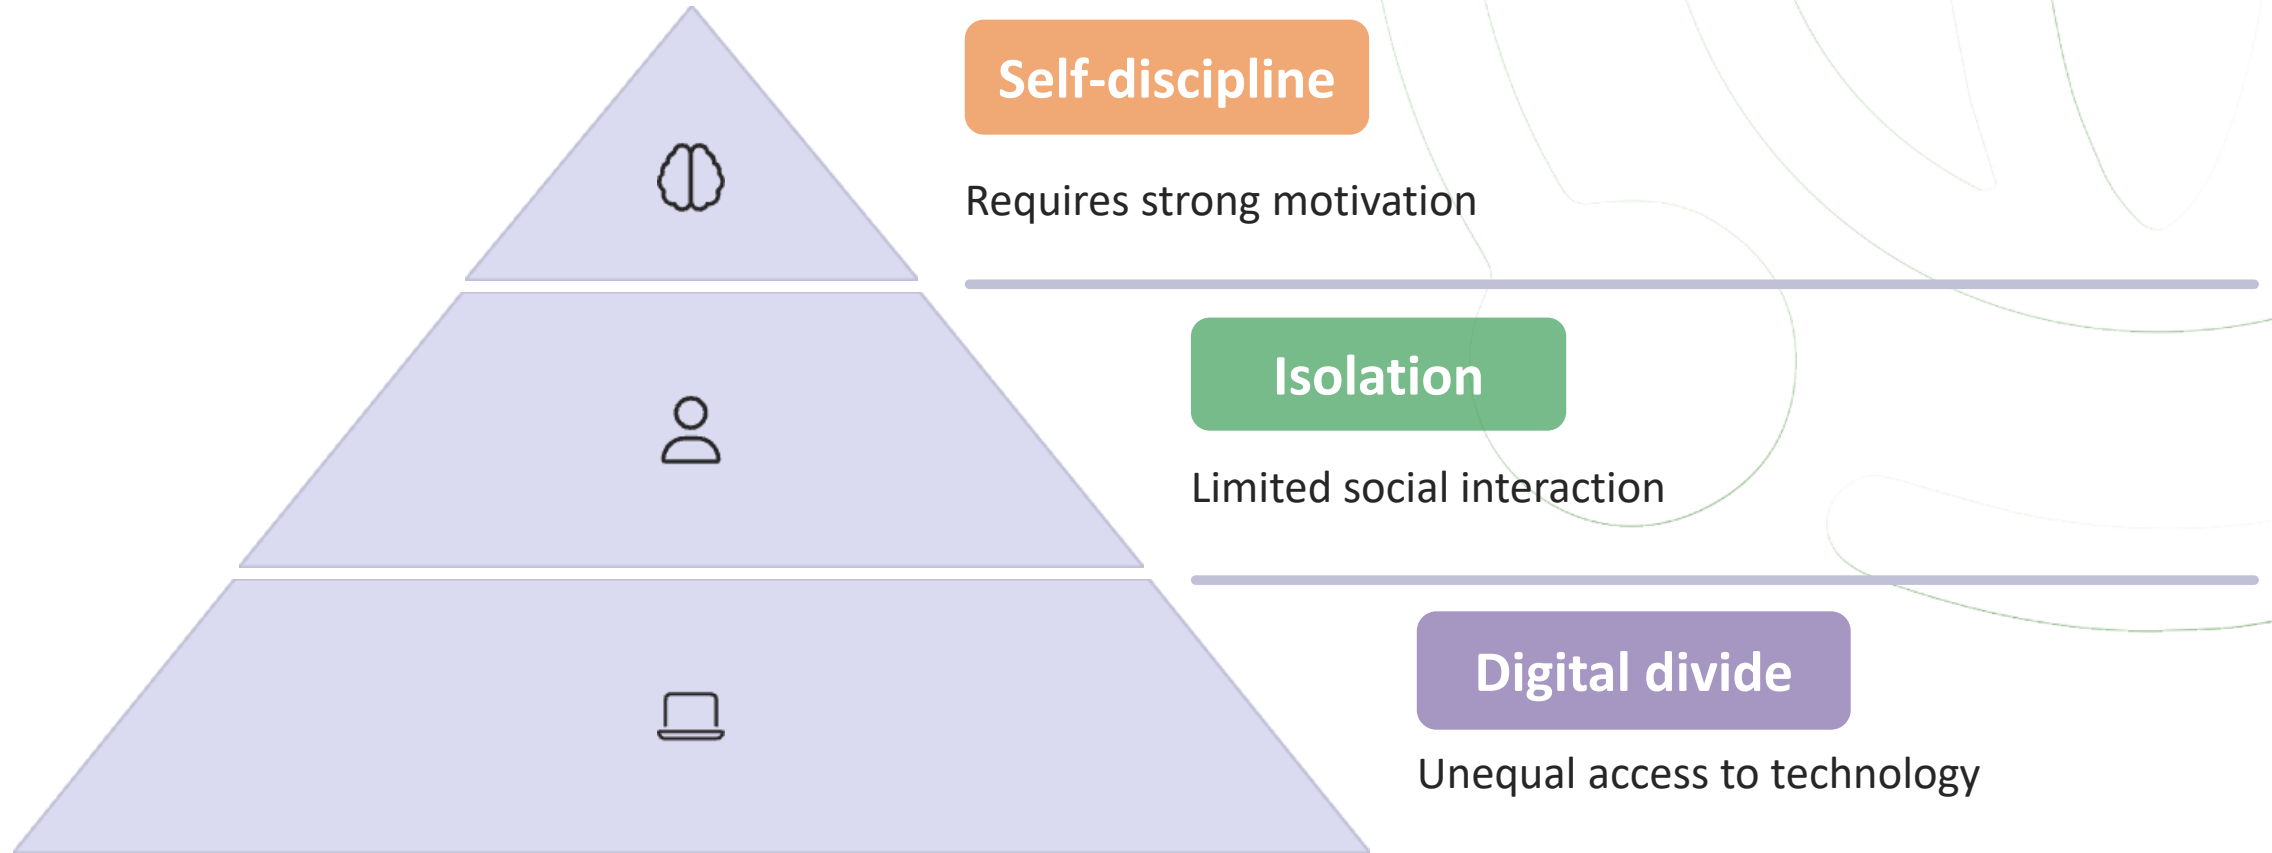 Self-discipline
Requires strong motivation
Isolation
Limited social interaction
Digital divide
Unequal access to technology